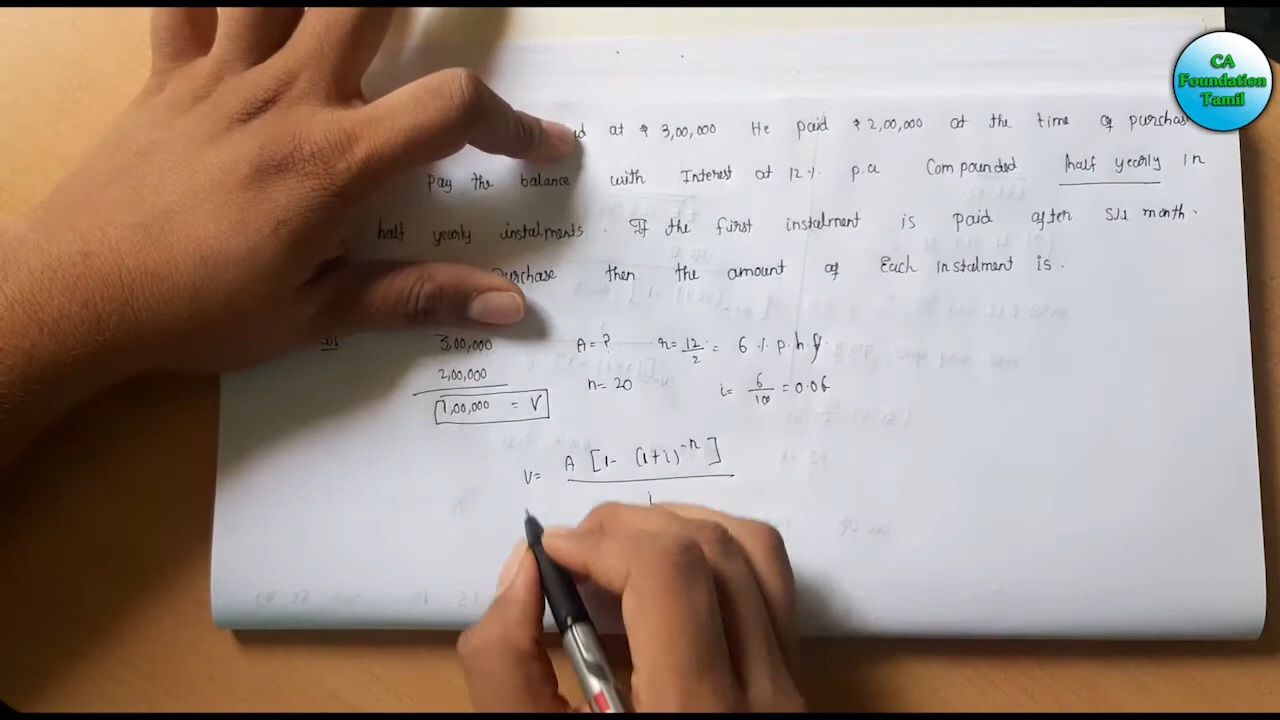 CA
Foundation
Tamil
at ₹ 3,00,000 He paid ₹ 2,00,000 at the time of purchase
Pay the balance with Interest at 12 % p.a Compounded half yearly in
half yearly instalments. If the first instalment is paid after six month.
purchase then the amount of Each instalment is.
3,00,000 A= ? r= 12/2 = 6 % p.h.y.
2,00,000 n= 20 i= 6/100 = 0.06
1,00,000 = V
V= A [1- (1+i)^-n]
i